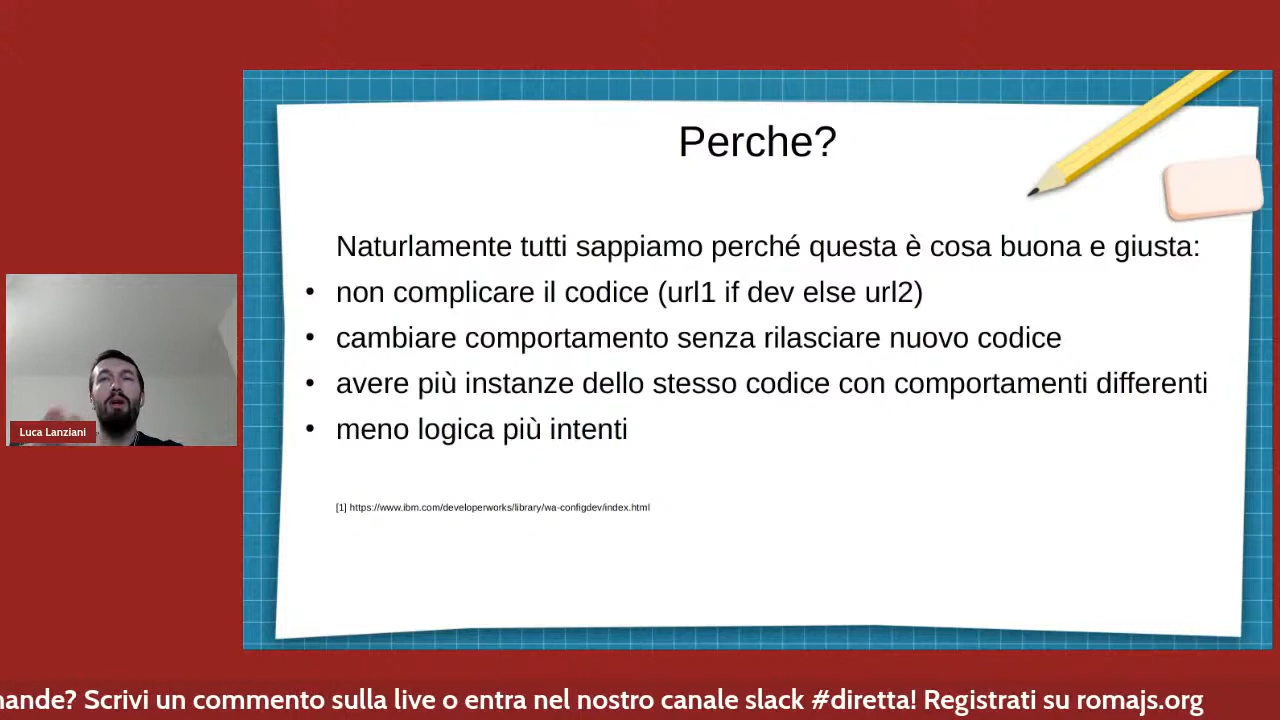 Perche?
Naturlamente tutti sappiamo perché questa è cosa buona e giusta:
• non complicare il codice (url1 if dev else url2)
• cambiare comportamento senza rilasciare nuovo codice
• avere più instanze dello stesso codice con comportamenti differenti
• meno logica più intenti
[1] https://www.ibm.com/developerworks/library/wa-configdev/index.html
Luca Lanziani
mande? Scrivi un commento sulla live o entra nel nostro canale slack #diretta! Registrati su romajs.org